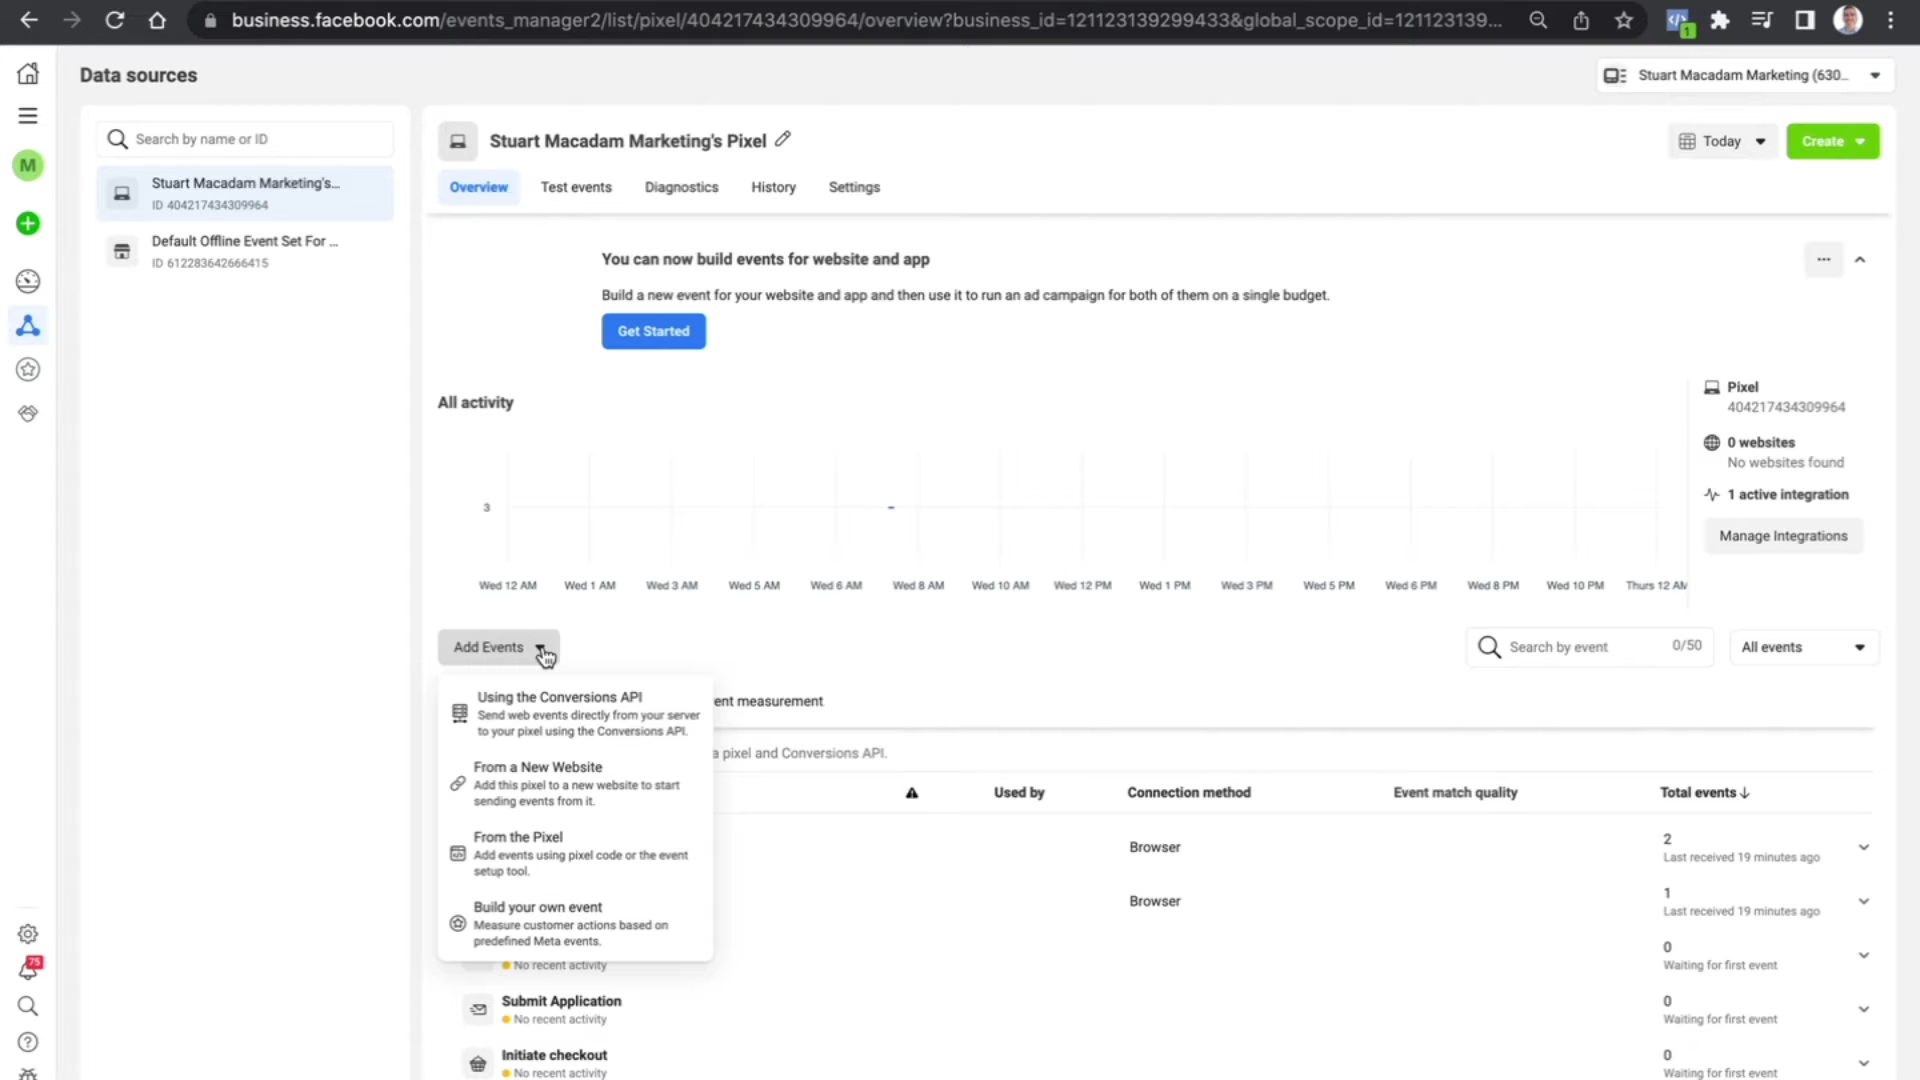 business.facebook.com/events_manager2/list/pixel/404217434309964/overview?business_id=121123139299433&global_scope_id=121123139...
1
Data sources
Stuart Macadam Marketing (630...
Search by name or ID
M
Stuart Macadam Marketing's...
ID 404217434309964
Default Offline Event Set For ...
ID 612283642666415
Stuart Macadam Marketing's Pixel
Today
Create
Overview
Test events
Diagnostics
History
Settings
You can now build events for website and app
Build a new event for your website and app and then use it to run an ad campaign for both of them on a single budget.
Get Started
All activity
3
Wed 12 AM
Wed 1 AM
Wed 3 AM
Wed 5 AM
Wed 6 AM
Wed 8 AM
Wed 10 AM
Wed 12 PM
Wed 1 PM
Wed 3 PM
Wed 5 PM
Wed 6 PM
Wed 8 PM
Wed 10 PM
Thurs 12 AM
Pixel
404217434309964
0 websites
No websites found
1 active integration
Manage Integrations
Add Events
Search by event
0/50
All events
Using the Conversions API
Send web events directly from your server
to your pixel using the Conversions API.
From a New Website
Add this pixel to a new website to start
sending events from it.
From the Pixel
Add events using pixel code or the event
setup tool.
Build your own event
Measure customer actions based on
predefined Meta events.
ent measurement
a pixel and Conversions API.
Used by
Connection method
Event match quality
Total events
Browser
2
Last received 19 minutes ago
Browser
1
Last received 19 minutes ago
No recent activity
0
Waiting for first event
Submit Application
No recent activity
0
Waiting for first event
Initiate checkout
No recent activity
0
Waiting for first event
75